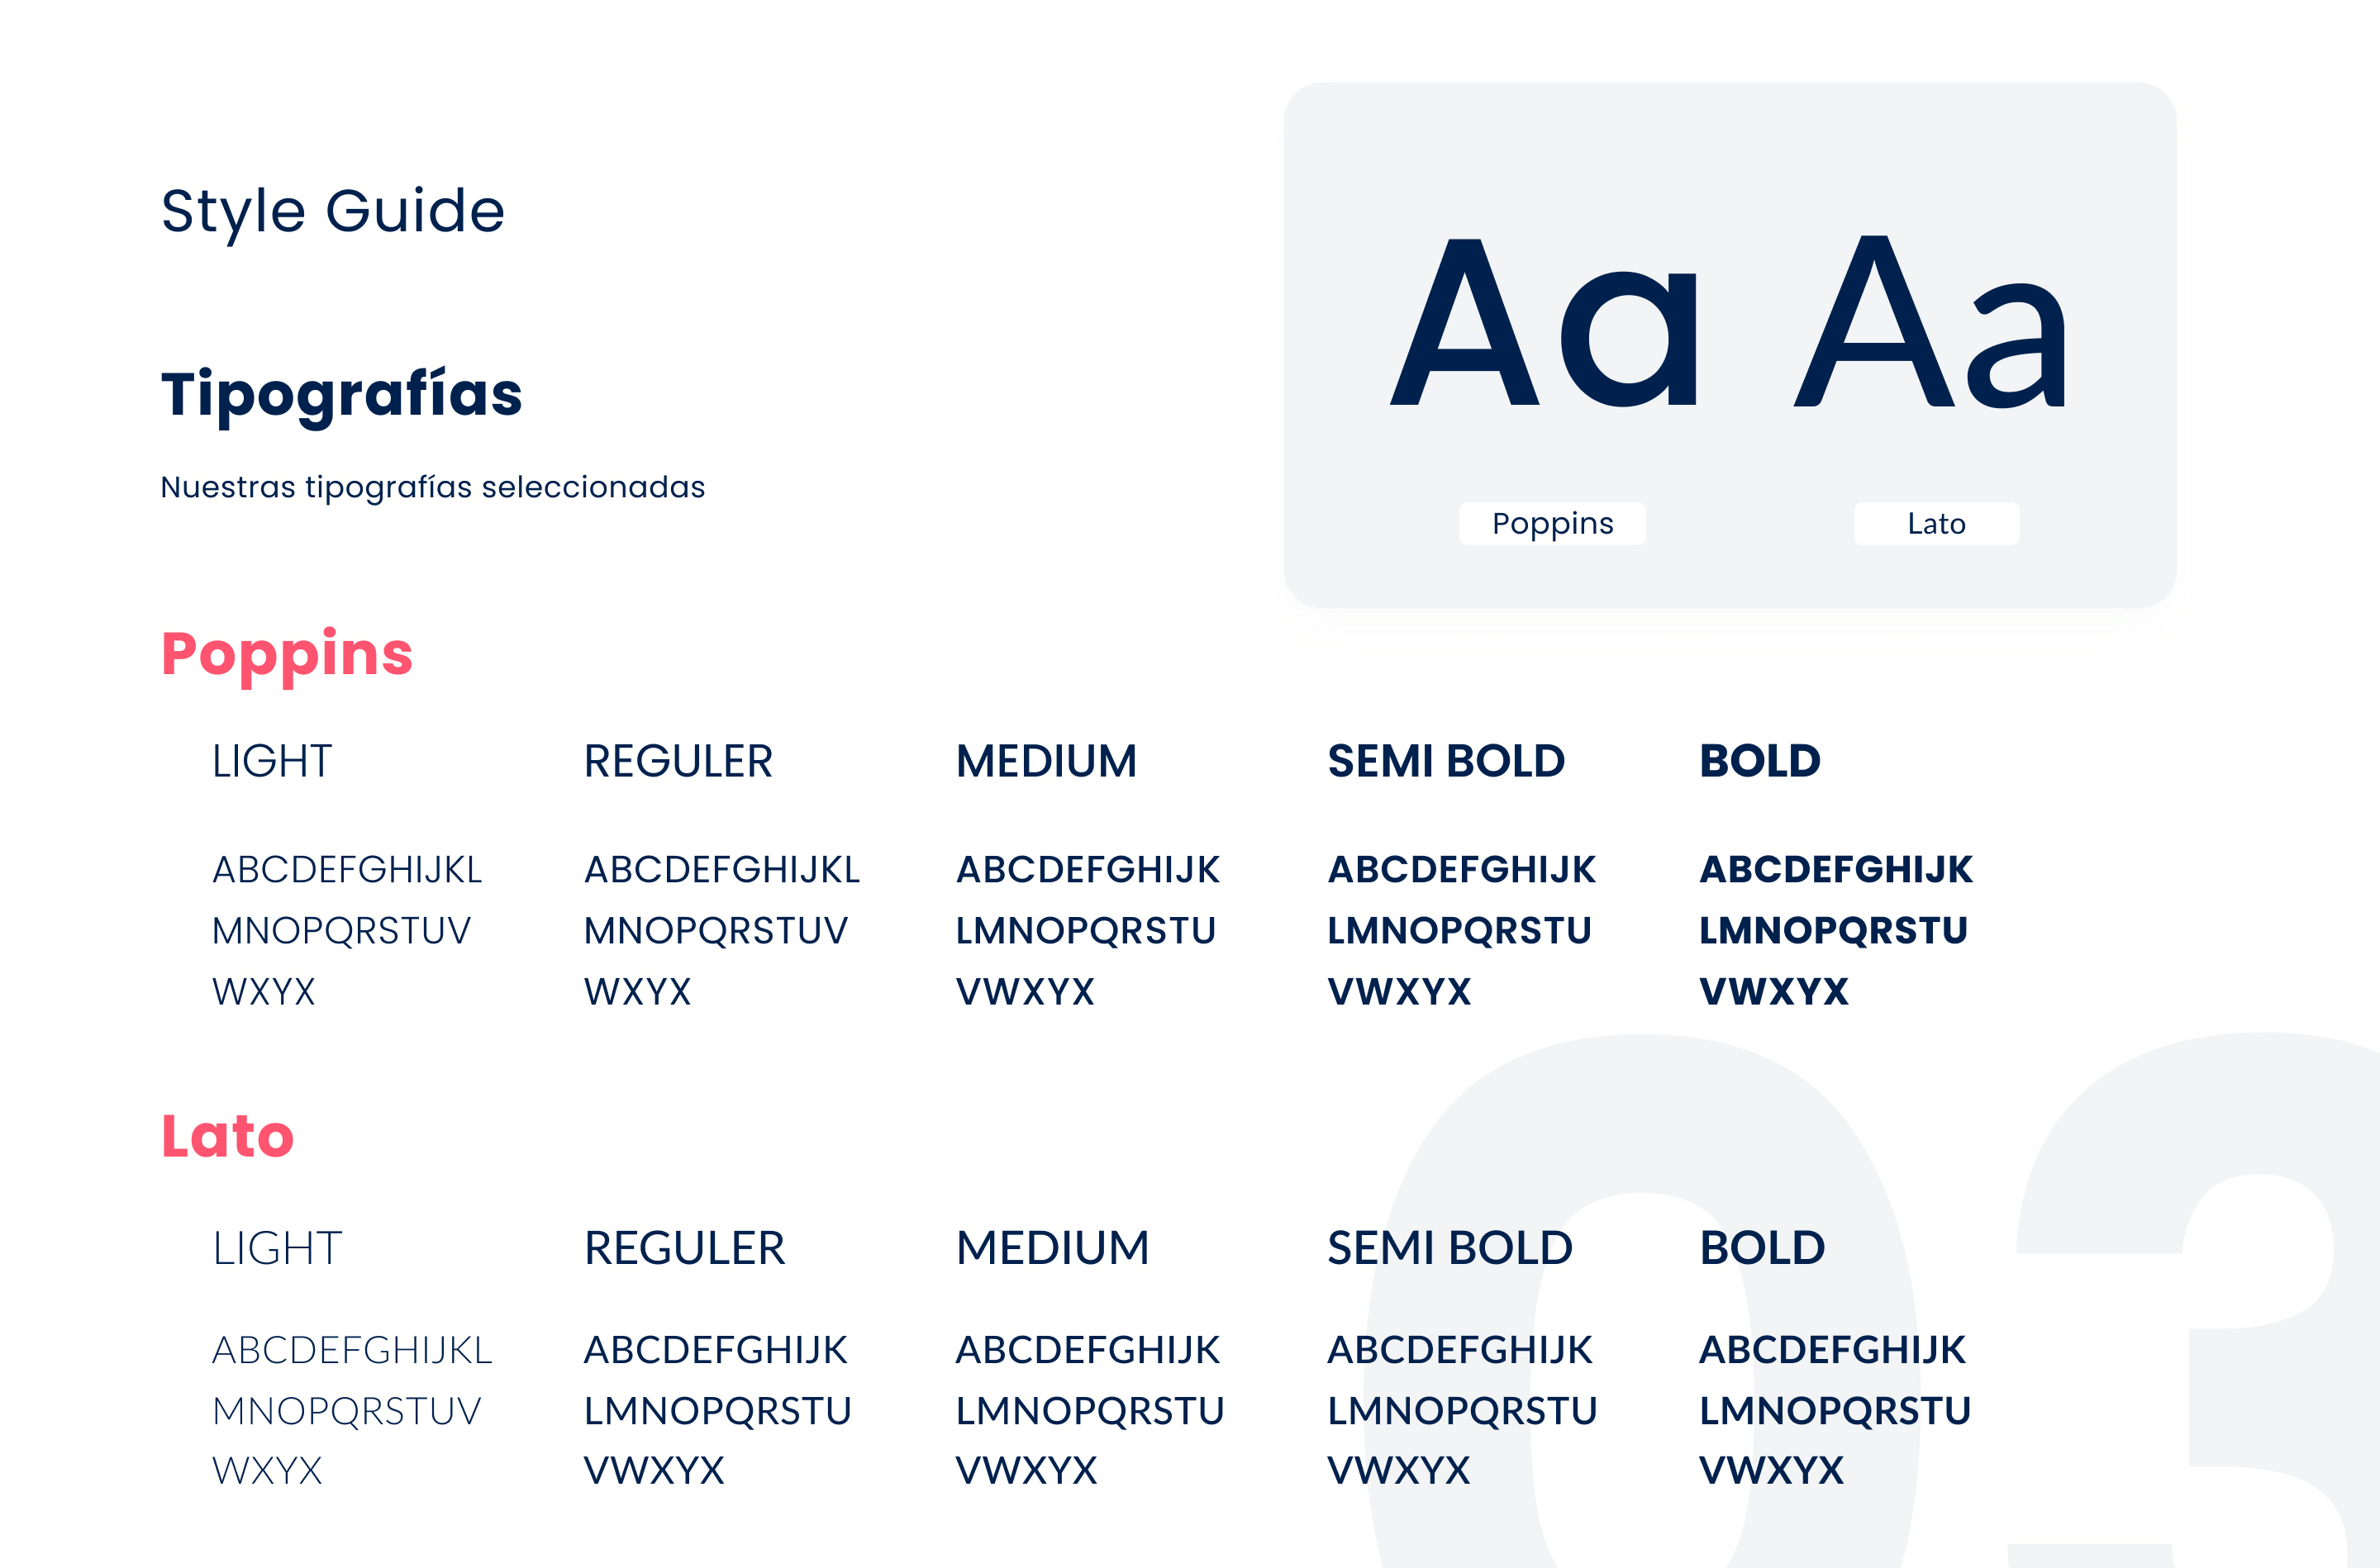 Style Guide
Tipografías
Nuestras tipografías seleccionadas
Aa Aa
Poppins Lato
Poppins
LIGHT REGULER MEDIUM SEMI BOLD BOLD
ABCDEFGHIJKL ABCDEFGHIJKL ABCDEFGHIJK ABCDEFGHIJK ABCDEFGHIJK
MNOPQRSTUV MNOPQRSTUV LMNOPQRSTU LMNOPQRSTU LMNOPQRSTU
WXYX WXYX VWXYX VWXYX VWXYX
Lato
LIGHT REGULER MEDIUM SEMI BOLD BOLD
ABCDEFGHIJKL ABCDEFGHIJK ABCDEFGHIJK ABCDEFGHIJK ABCDEFGHIJK
MNOPQRSTUV LMNOPQRSTU LMNOPQRSTU LMNOPQRSTU LMNOPQRSTU
WXYX VWXYX VWXYX VWXYX VWXYX
03